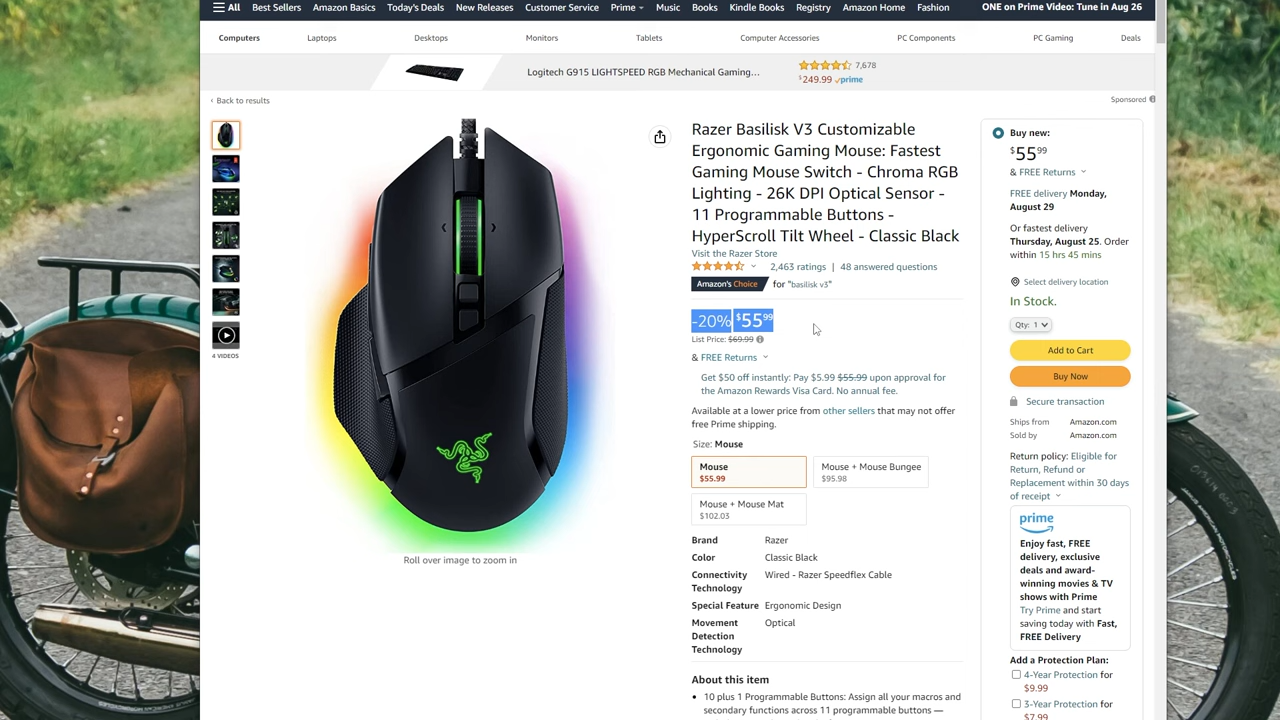 All Best Sellers Amazon Basics Today's Deals New Releases Customer Service Prime Music Books Kindle Books Registry Amazon Home Fashion ONE on Prime Video: Tune in Aug 26
Computers Laptops Desktops Monitors Tablets Computer Accessories PC Components PC Gaming Deals
Logitech G915 LIGHTSPEED RGB Mechanical Gaming… 7,678
$249.99 prime
‹ Back to results
Sponsored
4 VIDEOS
Roll over image to zoom in
Razer Basilisk V3 Customizable
Ergonomic Gaming Mouse: Fastest
Gaming Mouse Switch - Chroma RGB
Lighting - 26K DPI Optical Sensor -
11 Programmable Buttons -
HyperScroll Tilt Wheel - Classic Black
Visit the Razer Store
2,463 ratings | 48 answered questions
Amazon's Choice for "basilisk v3"
-20% $55 99
List Price: $69.99
& FREE Returns
Get $50 off instantly: Pay $5.99 $55.99 upon approval for
the Amazon Rewards Visa Card. No annual fee.
Available at a lower price from other sellers that may not offer
free Prime shipping.
Size: Mouse
Mouse
$55.99
Mouse + Mouse Bungee
$95.98
Mouse + Mouse Mat
$102.03
Brand Razer
Color Classic Black
Connectivity Wired - Razer Speedflex Cable
Technology
Special Feature Ergonomic Design
Movement Optical
Detection
Technology
About this item
• 10 plus 1 Programmable Buttons: Assign all your macros and
secondary functions across 11 programmable buttons —
Buy new:
$55 99
& FREE Returns
FREE delivery Monday,
August 29
Or fastest delivery
Thursday, August 25. Order
within 15 hrs 45 mins
Select delivery location
In Stock.
Qty: 1
Add to Cart
Buy Now
Secure transaction
Ships from Amazon.com
Sold by Amazon.com
Return policy: Eligible for
Return, Refund or
Replacement within 30 days
of receipt
prime
Enjoy fast, FREE
delivery, exclusive
deals and award-
winning movies & TV
shows with Prime
Try Prime and start
saving today with Fast,
FREE Delivery
Add a Protection Plan:
4-Year Protection for
$9.99
3-Year Protection for
$7.99